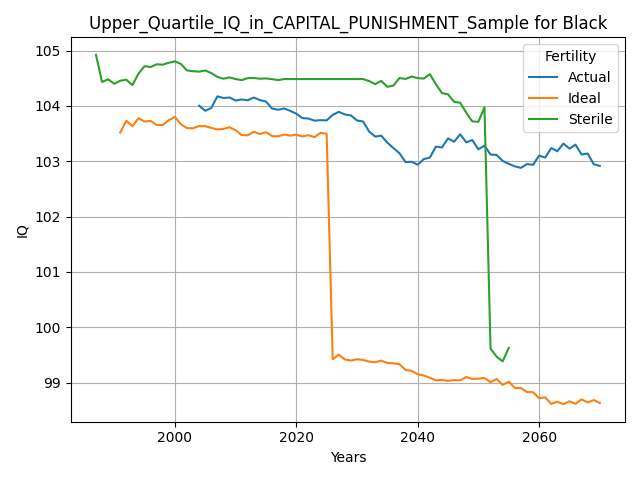 Upper_Quartile_IQ_in_CAPITAL_PUNISHMENT_Sample for Black
Fertility
Actual
Ideal
Sterile
105
104
103
102
101
100
99
IQ
2000
2020
2040
2060
Years